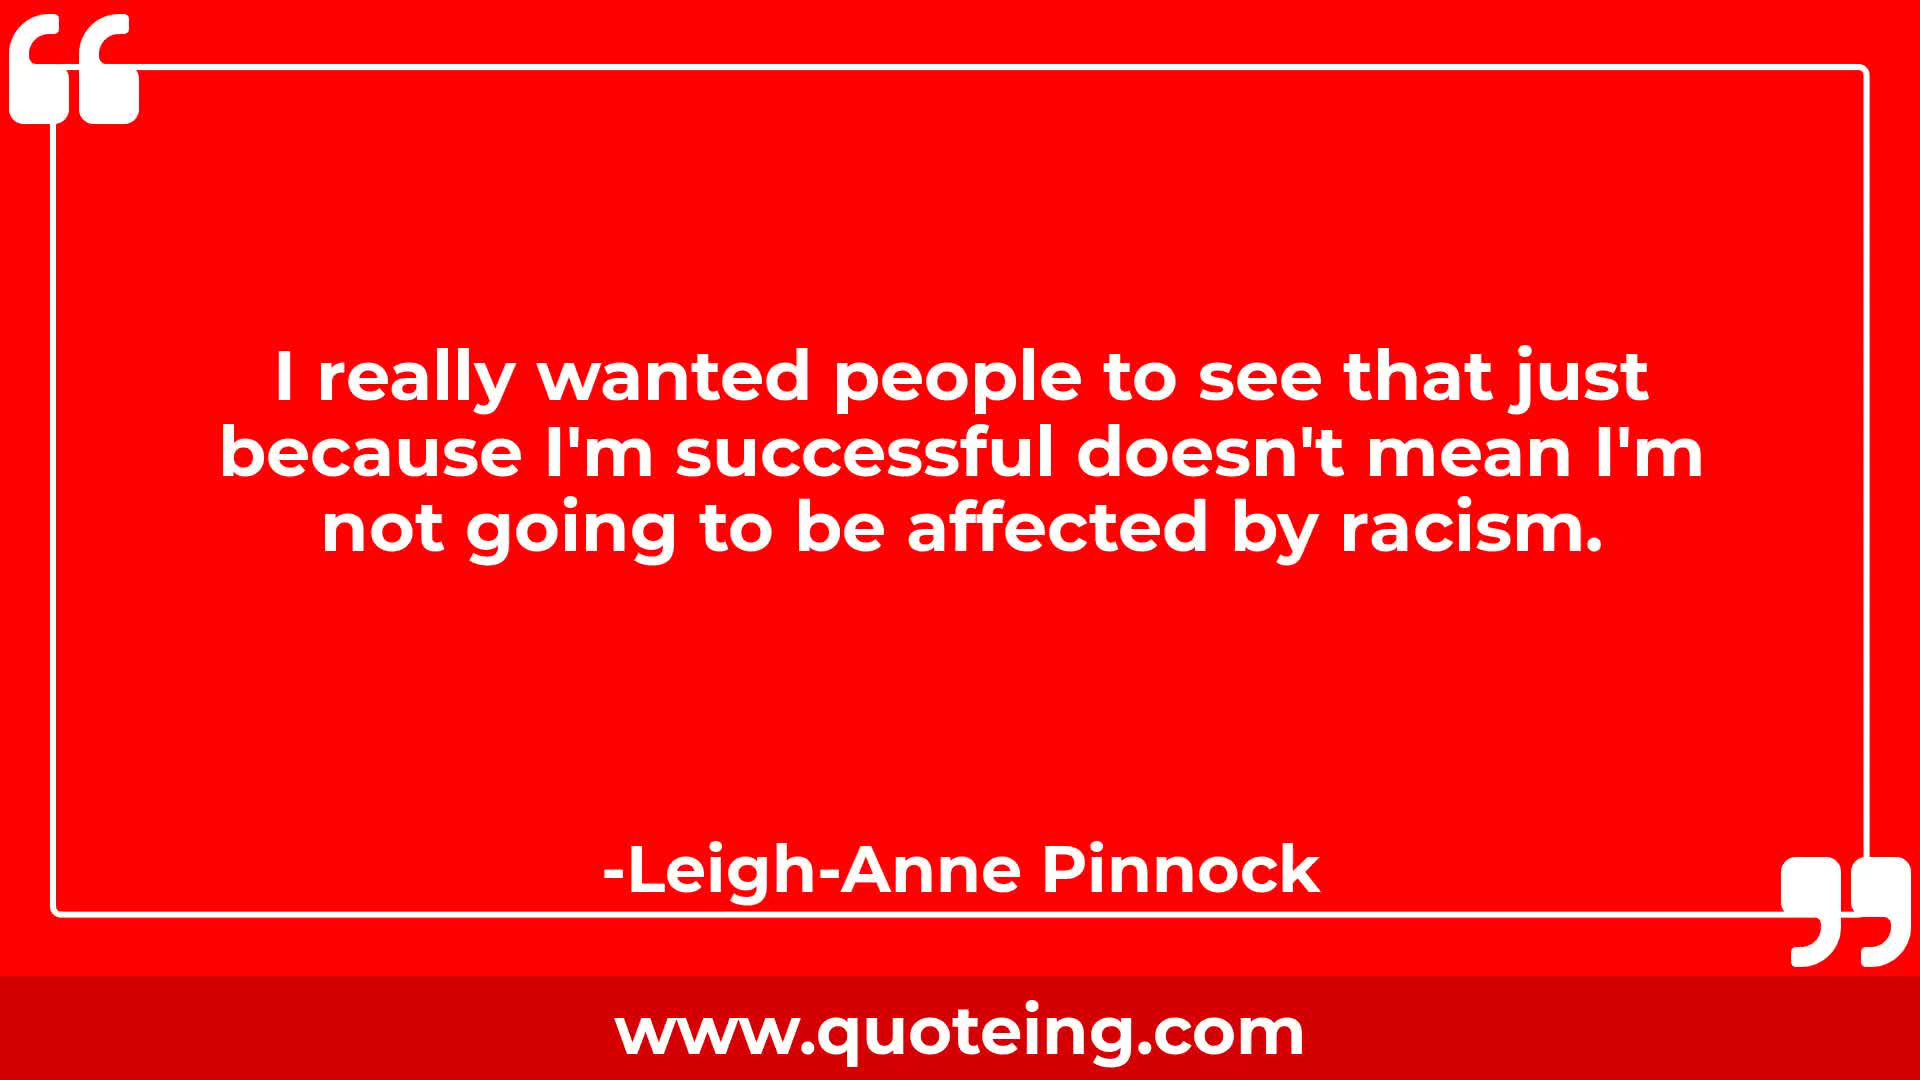 I really wanted people to see that just
because I'm successful doesn't mean I'm
not going to be affected by racism.
-Leigh-Anne Pinnock
www.quoteing.com